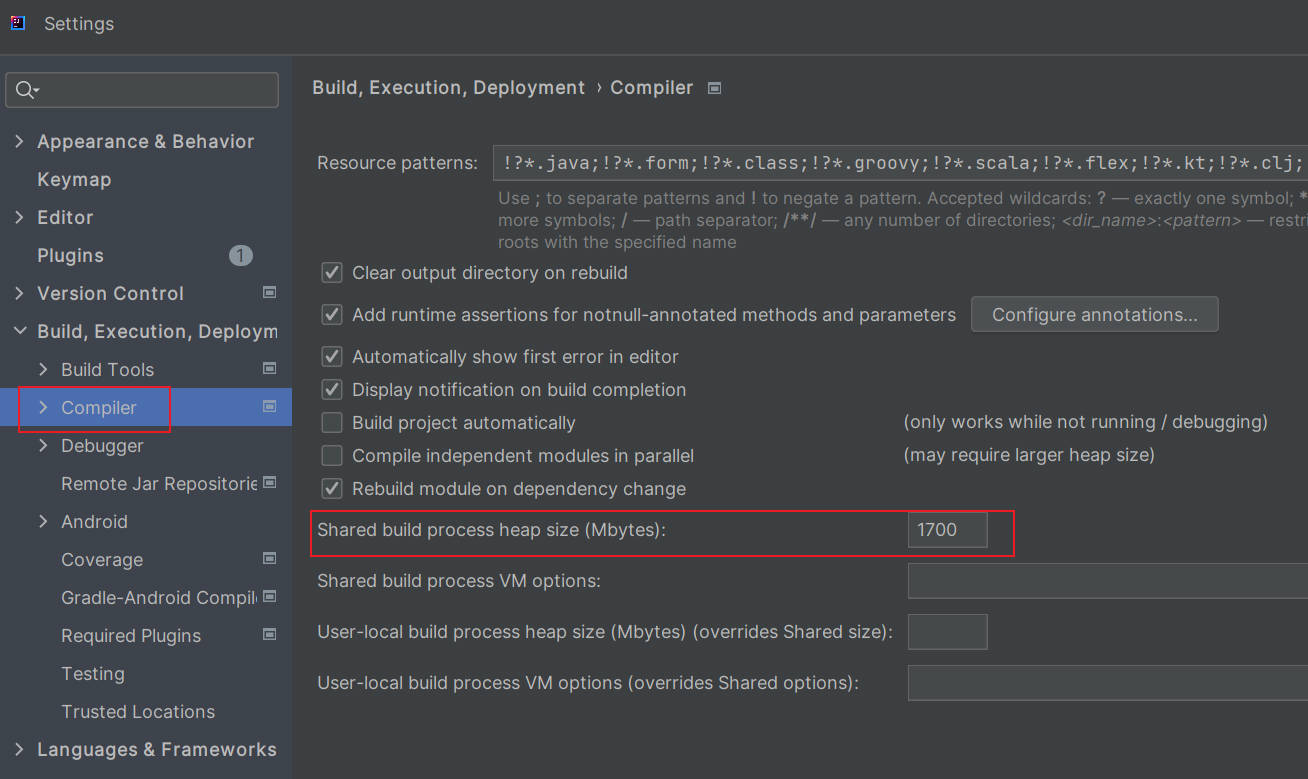 Settings
Build, Execution, Deployment › Compiler
Appearance & Behavior
Keymap
Editor
Plugins 1
Version Control
Build, Execution, Deploym
Build Tools
Compiler
Debugger
Remote Jar Repositorie
Android
Coverage
Gradle-Android Compil
Required Plugins
Testing
Trusted Locations
Languages & Frameworks
Resource patterns: !?*.java;!?*.form;!?*.class;!?*.groovy;!?*.scala;!?*.flex;!?*.kt;!?*.clj;
Use ; to separate patterns and ! to negate a pattern. Accepted wildcards: ? — exactly one symbol; *
more symbols; / — path separator; /**/ — any number of directories; <dir_name>:<pattern> — restri
roots with the specified name
Clear output directory on rebuild
Add runtime assertions for notnull-annotated methods and parameters Configure annotations...
Automatically show first error in editor
Display notification on build completion
Build project automatically (only works while not running / debugging)
Compile independent modules in parallel (may require larger heap size)
Rebuild module on dependency change
Shared build process heap size (Mbytes): 1700
Shared build process VM options:
User-local build process heap size (Mbytes) (overrides Shared size):
User-local build process VM options (overrides Shared options):